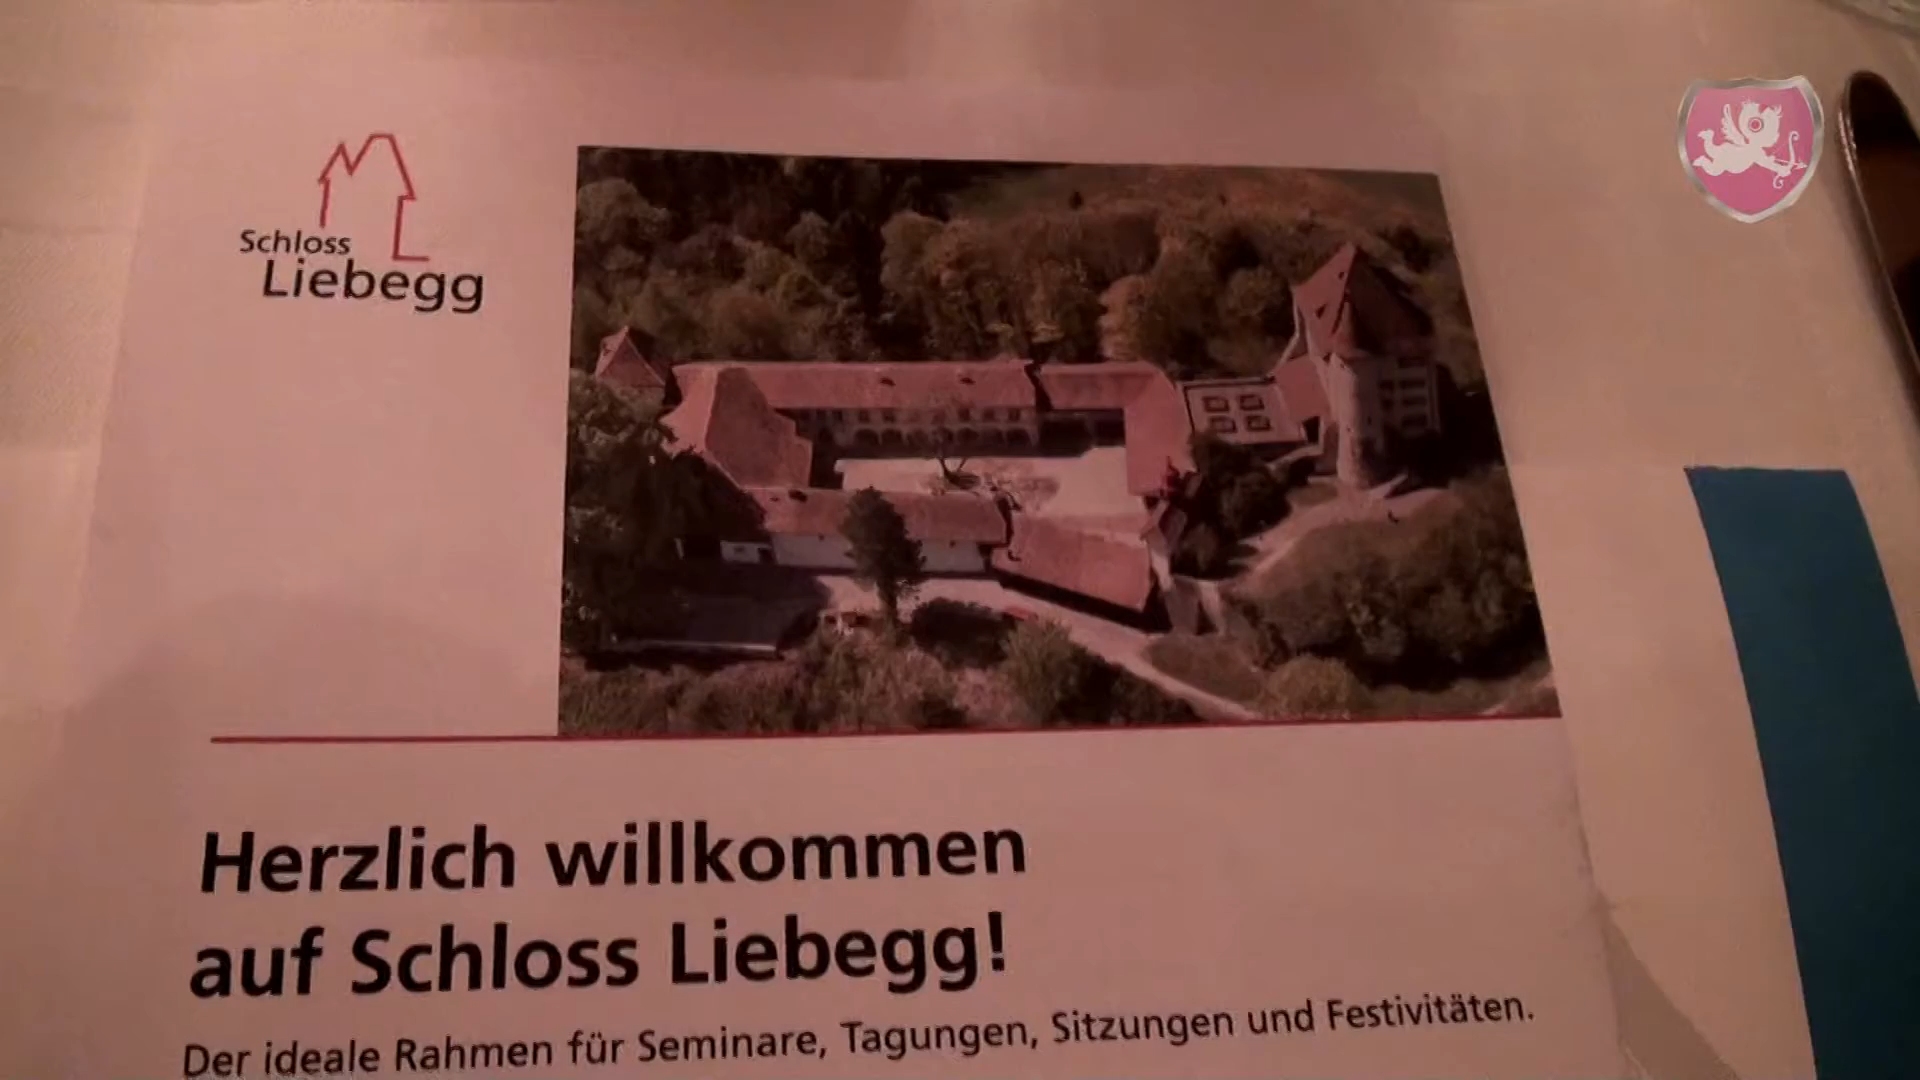 Schloss
Liebegg
Herzlich willkommen
auf Schloss Liebegg!
Der ideale Rahmen für Seminare, Tagungen, Sitzungen und Festivitäten.